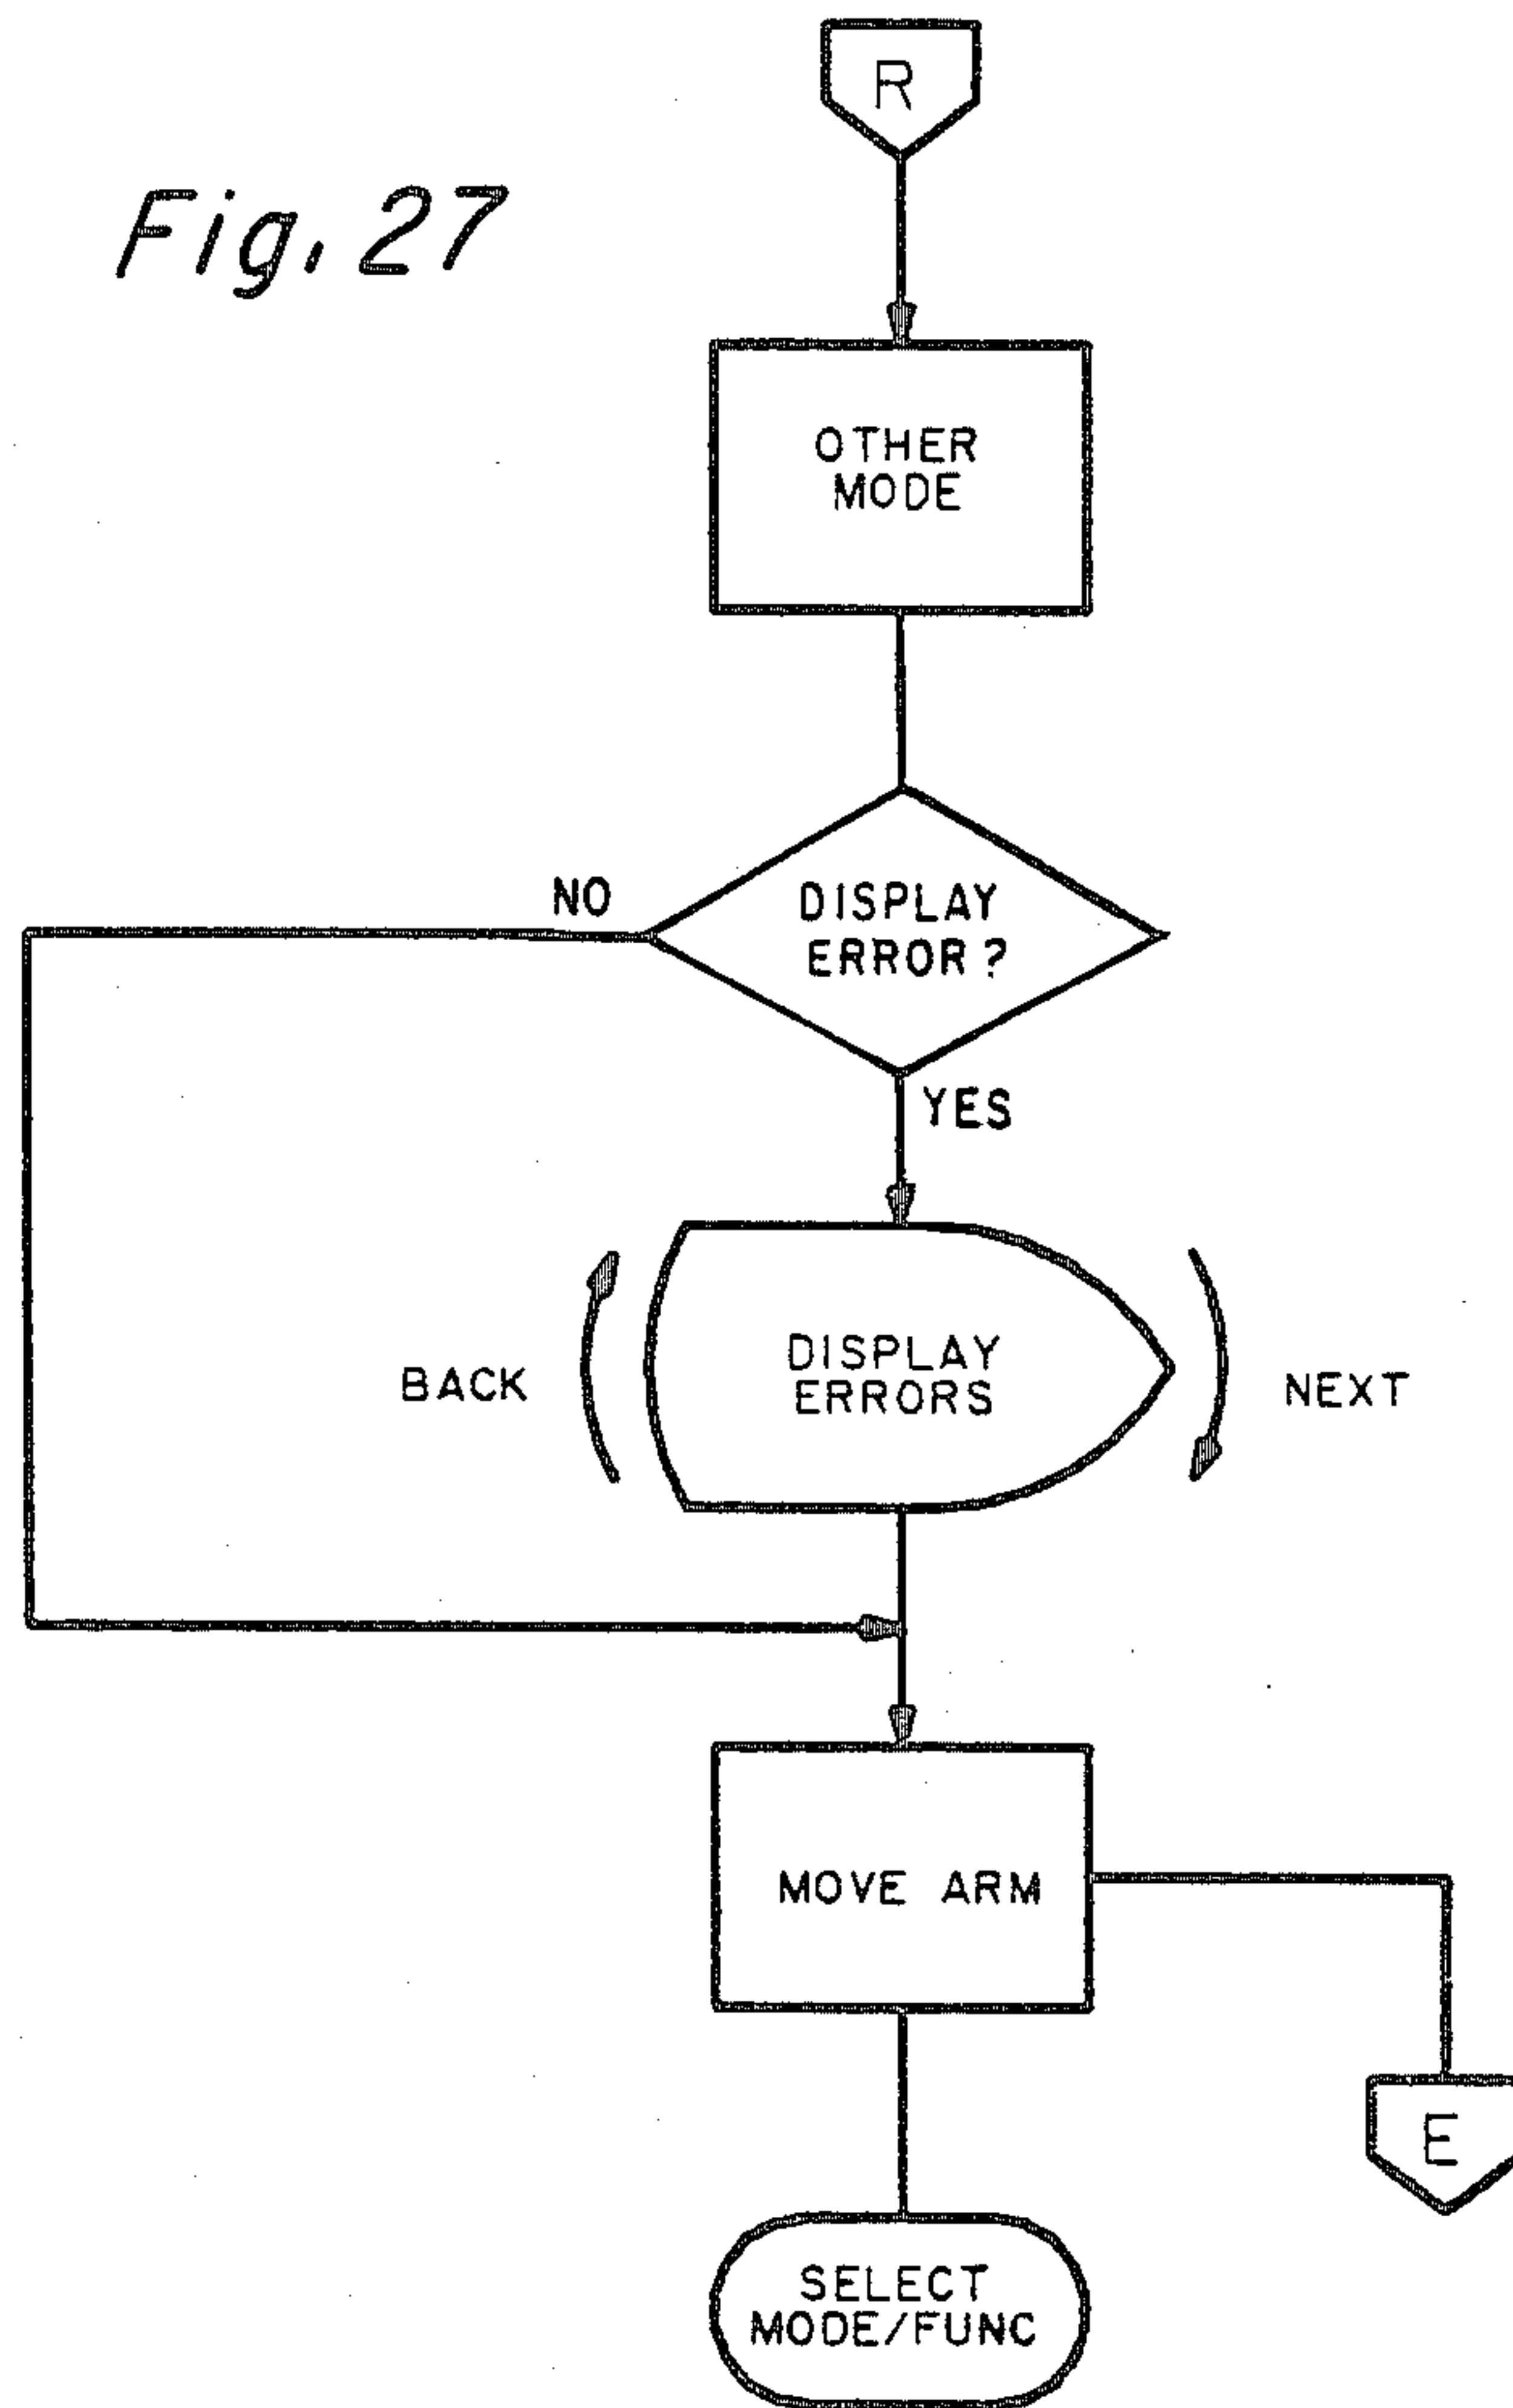 R
Fig. 27
OTHER
MODE
NO
DISPLAY
ERROR?
YES
DISPLAY
ERRORS
BACK
NEXT
MOVE ARM
E
SELECT
MODE/FUNC